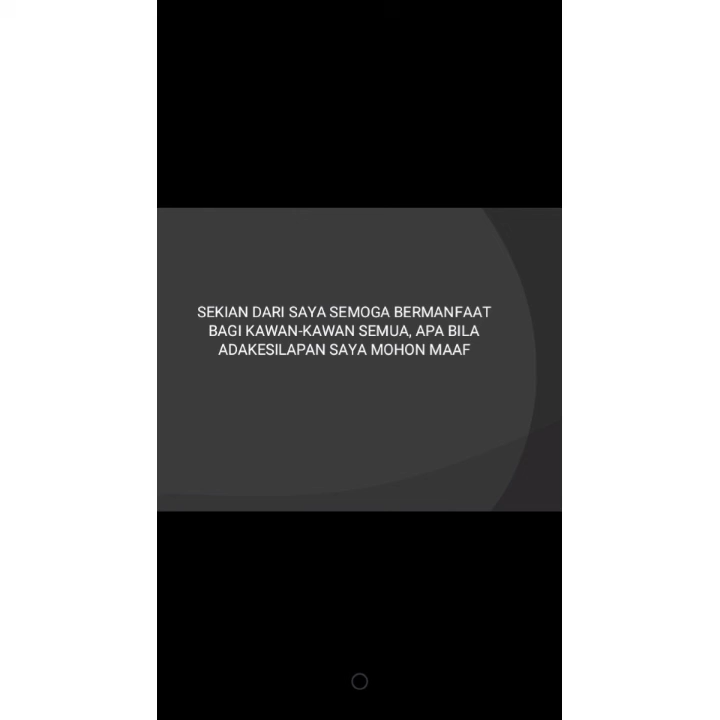 SEKIAN DARI SAYA SEMOGA BERMANFAAT
BAGI KAWAN-KAWAN SEMUA, APA BILA
ADAKESILAPAN SAYA MOHON MAAF